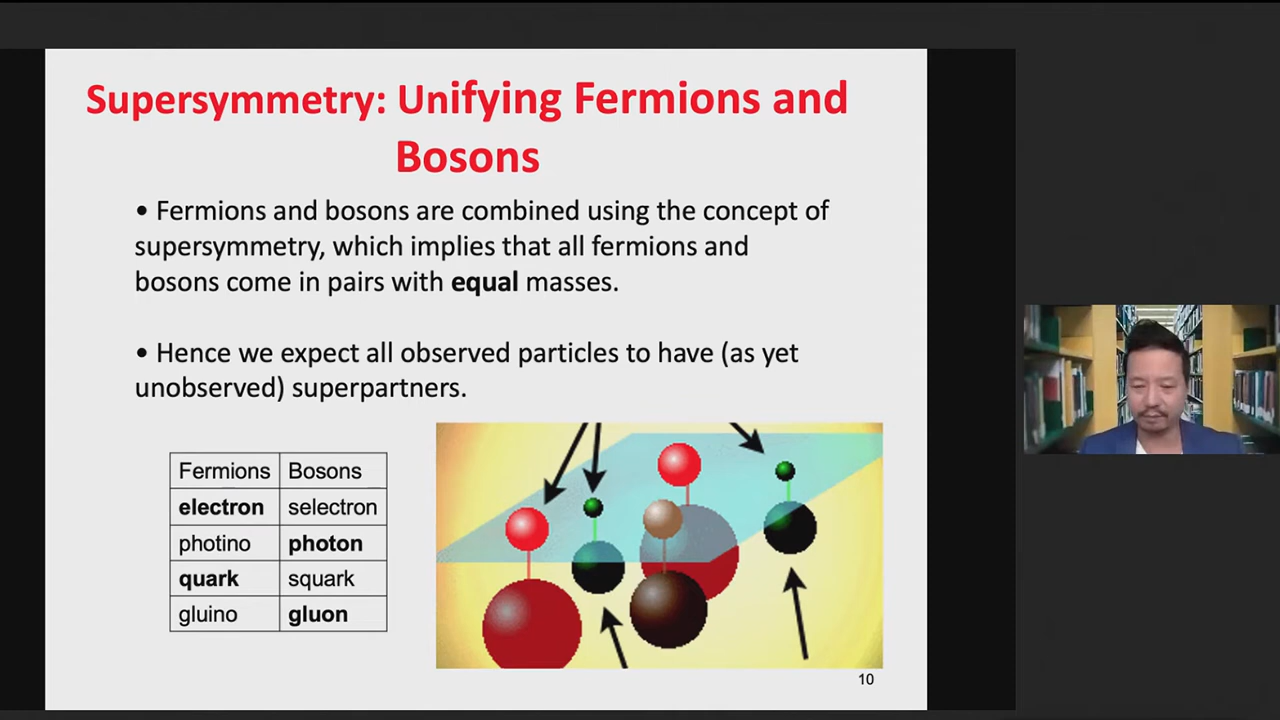 Supersymmetry: Unifying Fermions and
Bosons
• Fermions and bosons are combined using the concept of
supersymmetry, which implies that all fermions and
bosons come in pairs with equal masses.
• Hence we expect all observed particles to have (as yet
unobserved) superpartners.
Fermions Bosons
electron selectron
photino photon
quark squark
gluino gluon
10